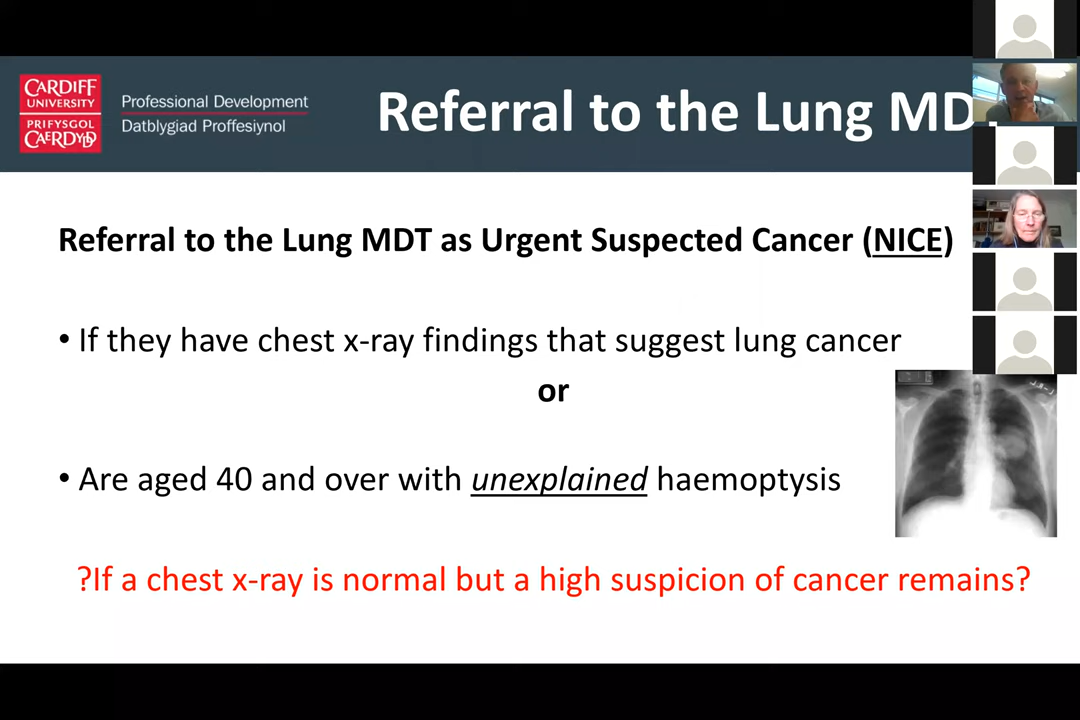 CARDIFF
UNIVERSITY
PRIFYSGOL
CAERDYDD
Professional Development
Datblygiad Proffesiynol
Referral to the Lung MDT
Referral to the Lung MDT as Urgent Suspected Cancer (NICE)
• If they have chest x-ray findings that suggest lung cancer
or
• Are aged 40 and over with unexplained haemoptysis
?If a chest x-ray is normal but a high suspicion of cancer remains?